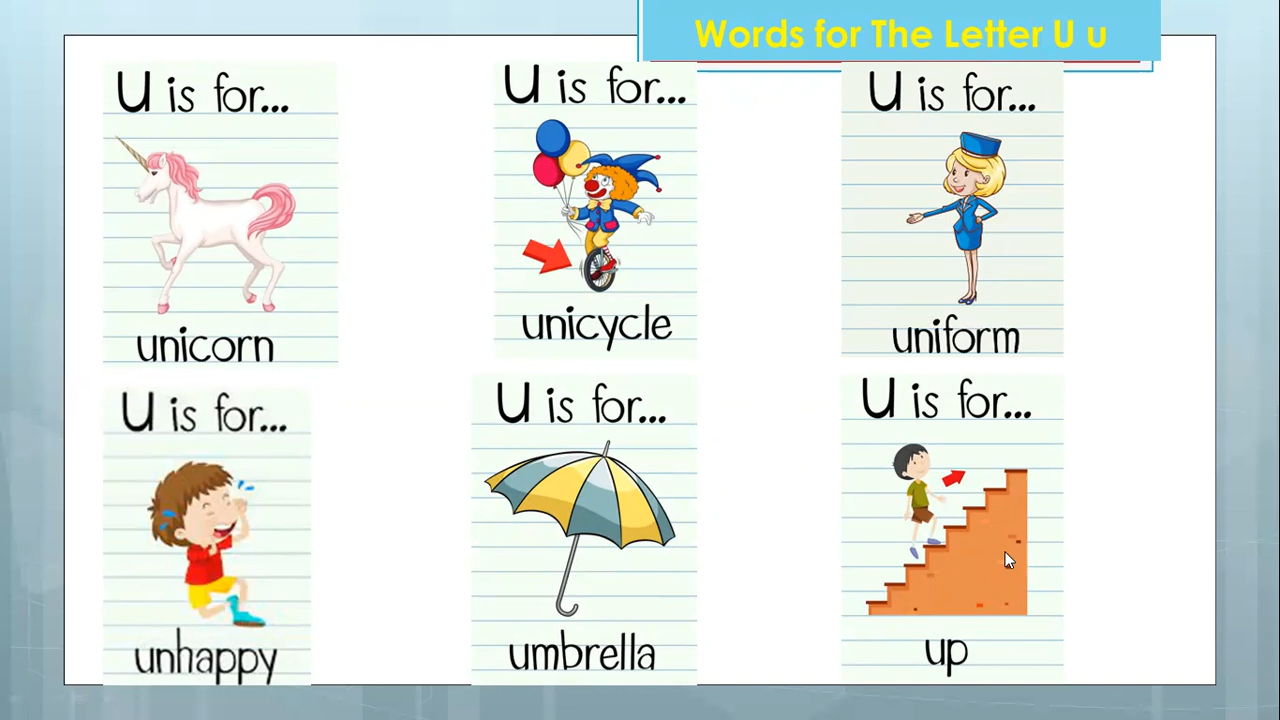 Words for The Letter U u
U is for...
unicorn
U is for...
unicycle
U is for...
uniform
U is for...
unhappy
U is for...
umbrella
U is for...
up